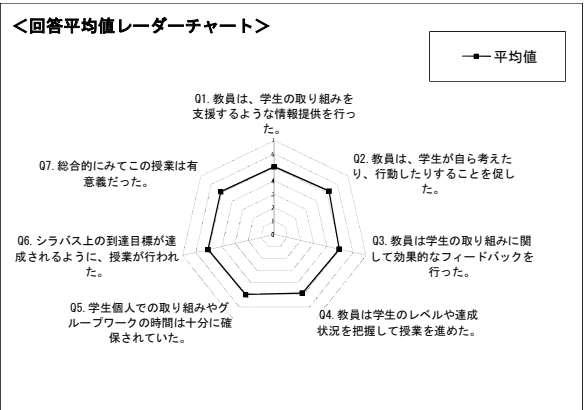 ＜回答平均値レーダーチャート＞
平均値
Q1. 教員は、学生の取り組みを
支援するような情報提供を行っ
た。
Q2. 教員は、学生が自ら考えた
り、行動したりすることを促し
た。
Q3. 教員は学生の取り組みに関
して効果的なフィードバックを
行った。
Q4. 教員は学生のレベルや達成
状況を把握して授業を進めた。
Q5. 学生個人での取り組みやグ
ループワークの時間は十分に確
保されていた。
Q6. シラバス上の到達目標が達
成されるように、授業が行われ
た。
Q7. 総合的にみてこの授業は有
意義だった。
7
6
5
4
3
2
1
0